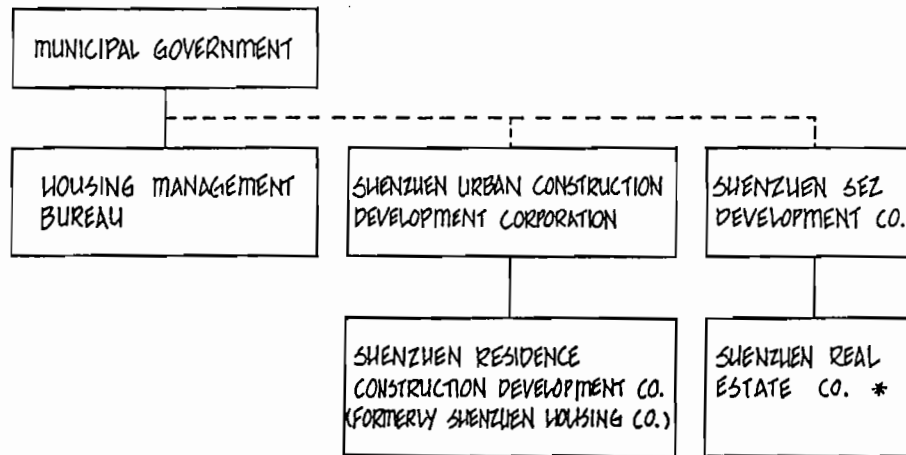 MUNICIPAL GOVERNMENT
HOUSING MANAGEMENT
BUREAU
SHENZHEN URBAN CONSTRUCTION
DEVELOPMENT CORPORATION
SHENZHEN SEZ
DEVELOPMENT CO.
SHENZHEN RESIDENCE
CONSTRUCTION DEVELOPMENT CO.
(FORMERLY SHENZHEN HOUSING CO.)
SHENZHEN REAL
ESTATE CO. *